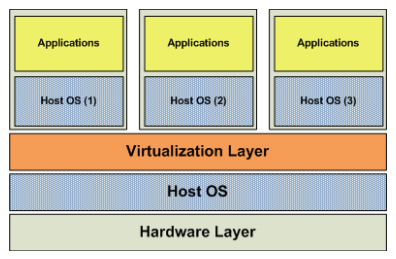 Applications
Applications
Applications
Host OS (1)
Host OS (2)
Host OS (3)
Virtualization Layer
Host OS
Hardware Layer